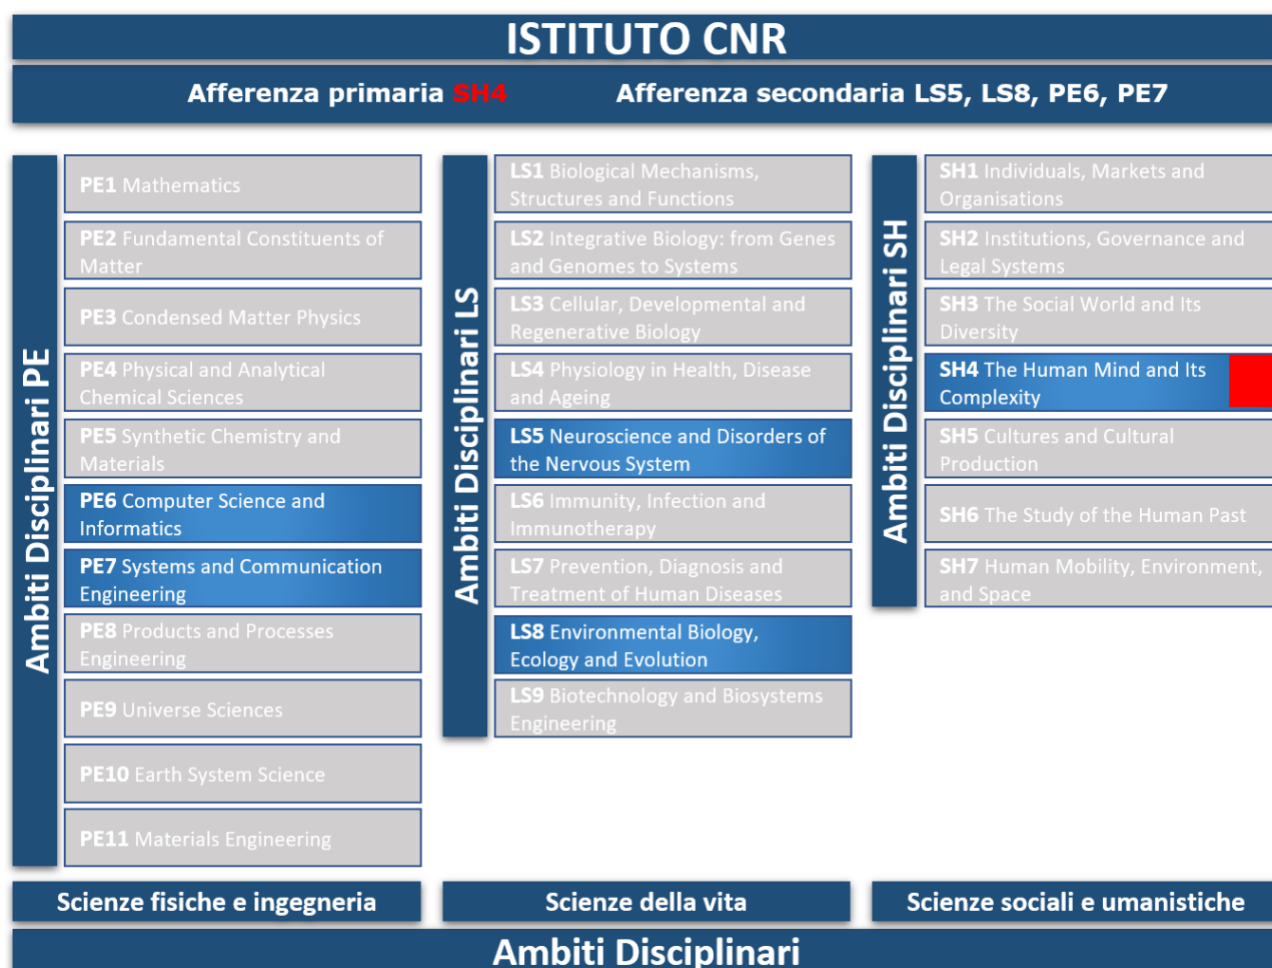 ISTITUTO CNR
Afferenza primaria SH4 Afferenza secondaria LS5, LS8, PE6, PE7
Ambiti Disciplinari PE
PE1 Mathematics
PE2 Fundamental Constituents of
Matter
PE3 Condensed Matter Physics
PE4 Physical and Analytical
Chemical Sciences
PE5 Synthetic Chemistry and
Materials
PE6 Computer Science and
Informatics
PE7 Systems and Communication
Engineering
PE8 Products and Processes
Engineering
PE9 Universe Sciences
PE10 Earth System Science
PE11 Materials Engineering
Scienze fisiche e ingegneria
Ambiti Disciplinari LS
LS1 Biological Mechanisms,
Structures and Functions
LS2 Integrative Biology: from Genes
and Genomes to Systems
LS3 Cellular, Developmental and
Regenerative Biology
LS4 Physiology in Health, Disease
and Ageing
LS5 Neuroscience and Disorders of
the Nervous System
LS6 Immunity, Infection and
Immunotherapy
LS7 Prevention, Diagnosis and
Treatment of Human Diseases
LS8 Environmental Biology,
Ecology and Evolution
LS9 Biotechnology and Biosystems
Engineering
Scienze della vita
Ambiti Disciplinari SH
SH1 Individuals, Markets and
Organisations
SH2 Institutions, Governance and
Legal Systems
SH3 The Social World and Its
Diversity
SH4 The Human Mind and Its
Complexity
SH5 Cultures and Cultural
Production
SH6 The Study of the Human Past
SH7 Human Mobility, Environment,
and Space
Scienze sociali e umanistiche
Ambiti Disciplinari